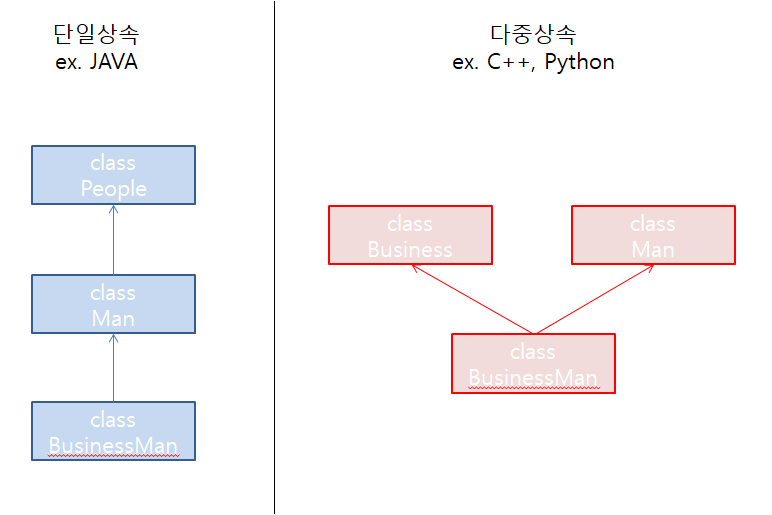 단일상속
ex. JAVA
class
People
class
Man
class
BusinessMan
다중상속
ex. C++, Python
class
Business
class
Man
class
BusinessMan